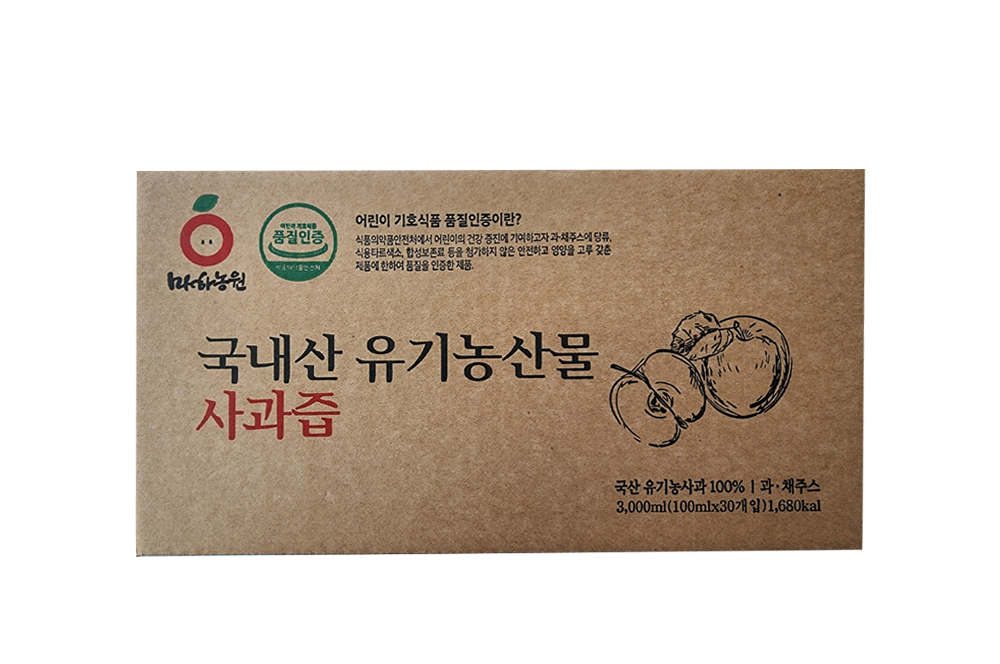 마하농원
어린이 기호식품
품질인증
식품의약품안전처
어린이 기호식품 품질인증이란?
식품의약품안전처에서 어린이의 건강 증진에 기여하고자 과·채주스에 당류,
식용타르색소, 합성보존료 등을 첨가하지 않은 안전하고 영양을 고루 갖춘
제품에 한하여 품질을 인증한 제품.
국내산 유기농산물
사과즙
국산 유기농사과 100% | 과·채주스
3,000ml(100mlx30개입)1,680kal